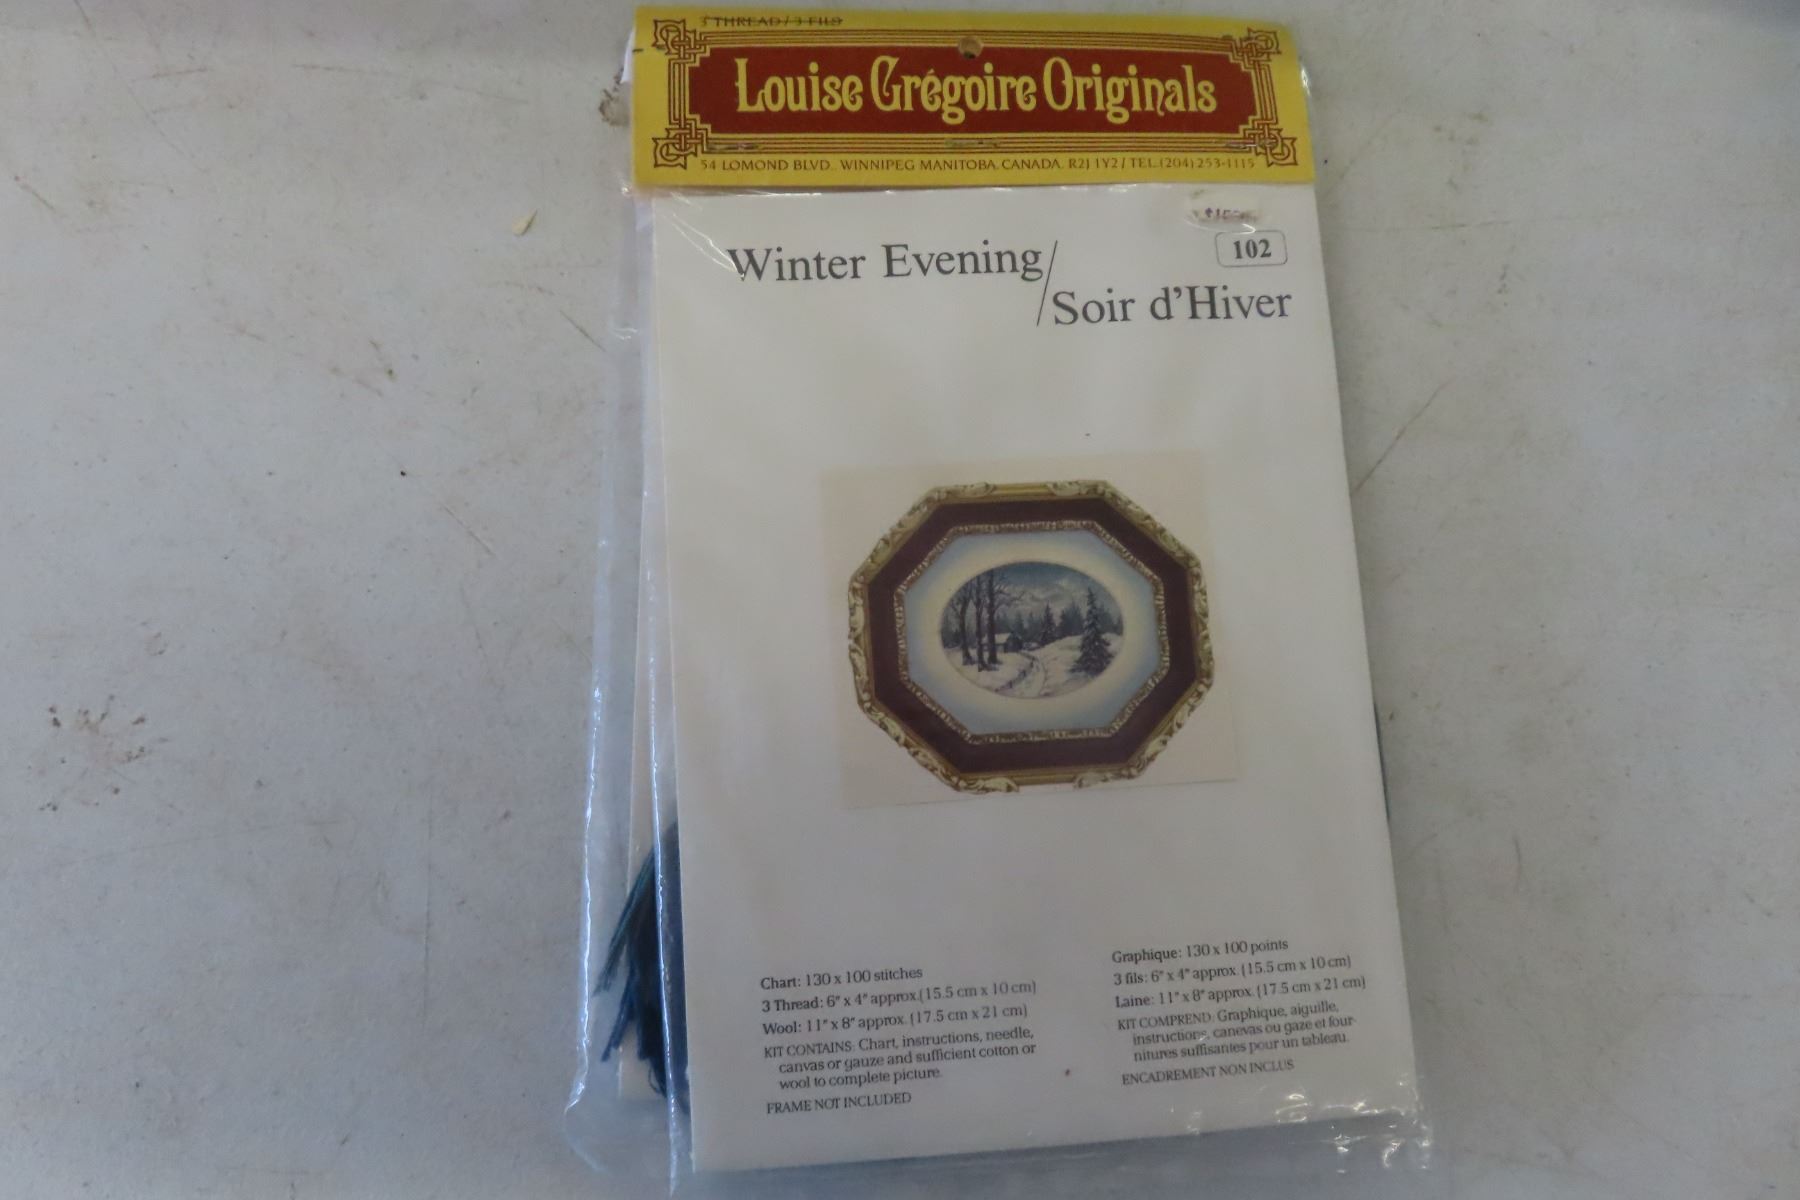 3 THREAD / 3 FILS
Louise Grégoire Originals
54 LOMOND BLVD., WINNIPEG MANITOBA, CANADA. R2J 1Y2 / TEL. (204) 253-1115
102
Winter Evening/
Soir d'Hiver
Chart: 130 x 100 stitches
3 Thread: 6" x 4" approx. (15.5 cm x 10 cm)
Wool: 11" x 8" approx. (17.5 cm x 21 cm)
KIT CONTAINS: Chart, instructions, needle,
canvas or gauze and sufficient cotton or
wool to complete picture.
FRAME NOT INCLUDED
Graphique: 130 x 100 points
3 fils: 6" x 4" approx. (15.5 cm x 10 cm)
Laine: 11" x 8" approx. (17.5 cm x 21 cm)
KIT COMPREND: Graphique, aiguille,
instructions, canevas ou gaze et four-
nitures suffisantes pour un tableau.
ENCADREMENT NON INCLUS